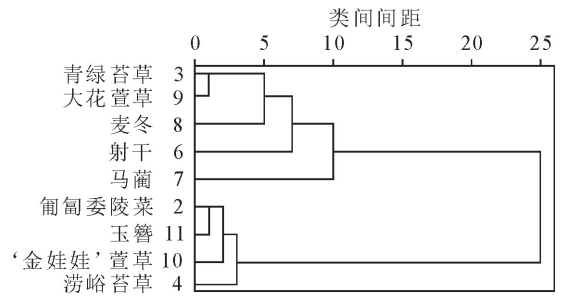 类间间距
0 5 10 15 20 25
青绿苔草 3
大花萱草 9
麦冬 8
射干 6
马蔺 7
匍匐委陵菜 2
玉簪 11
‘金娃娃’萱草 10
涝峪苔草 4